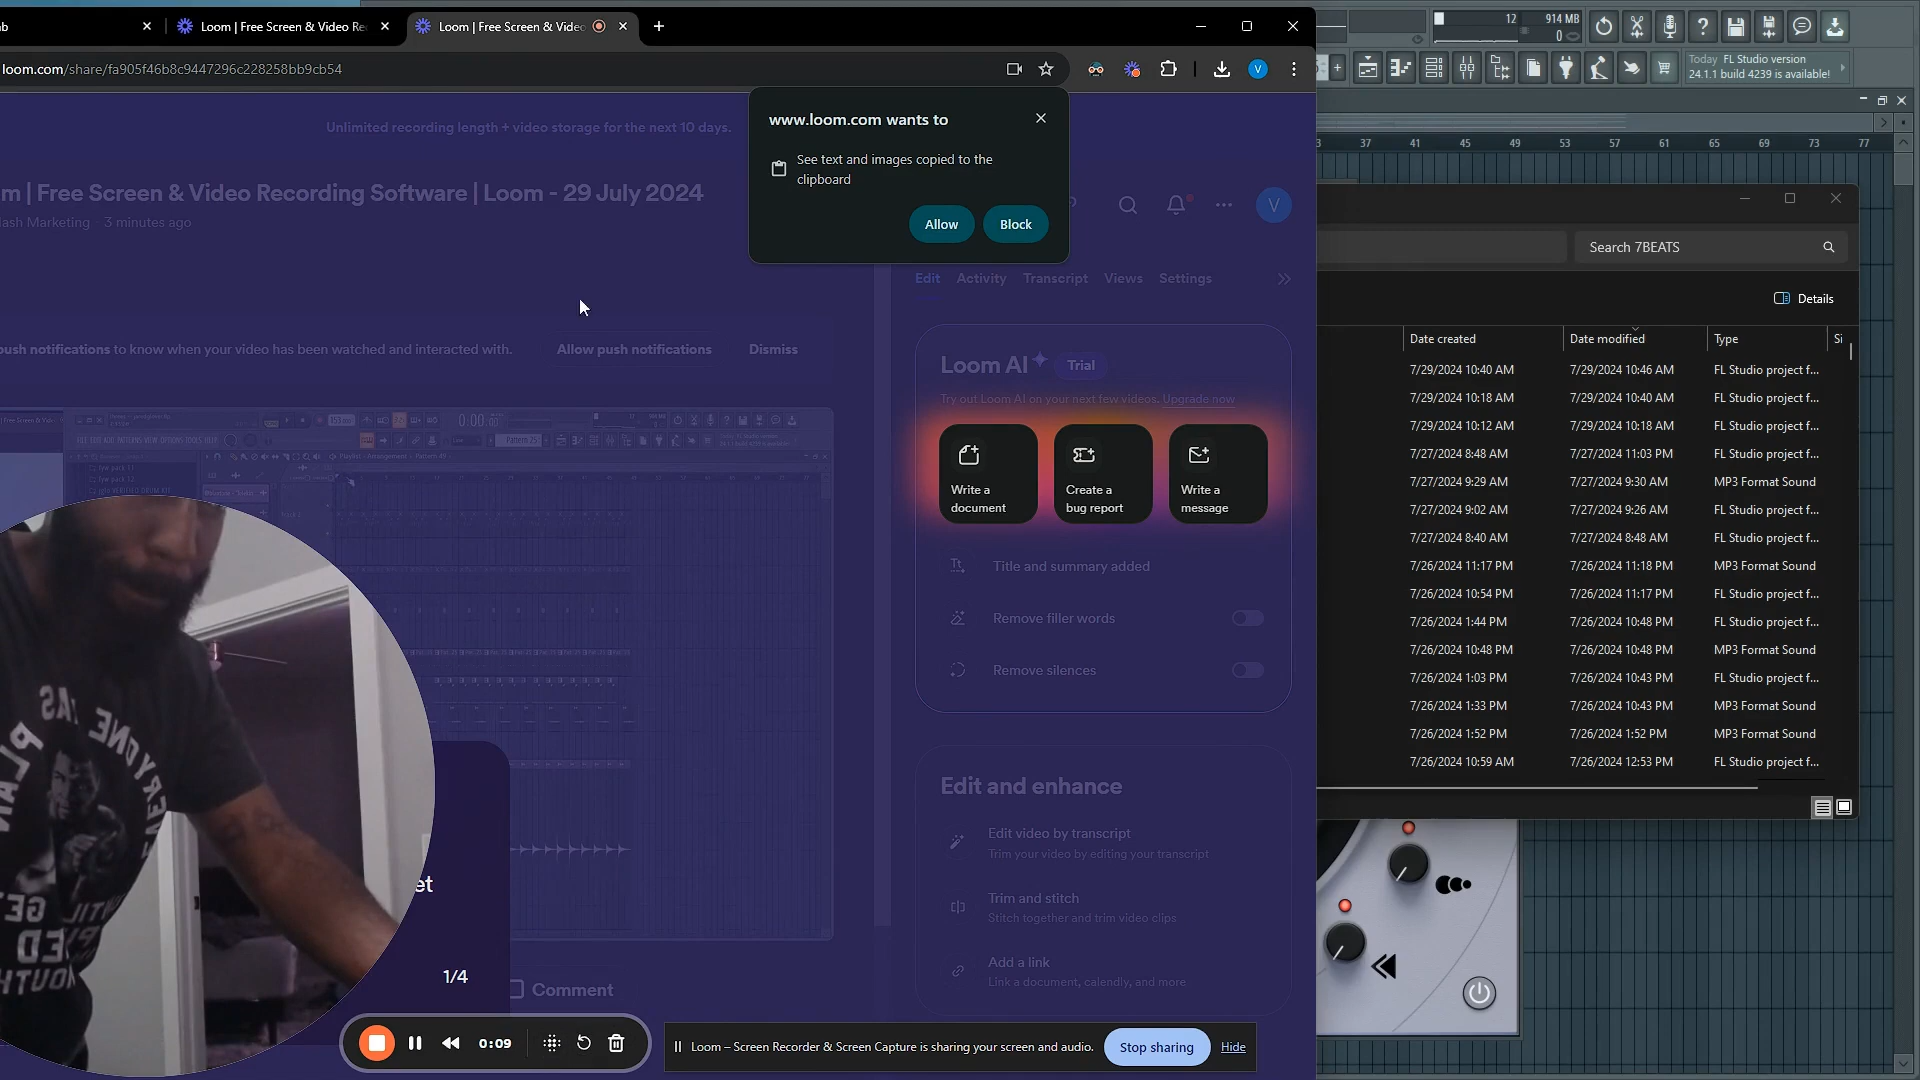 Loom | Free Screen & Video Re
Loom | Free Screen & Video
loom.com/share/fa905f46b8c9447296c228258bb9cb54
12
914 MB
0
Today FL Studio version
24.1.1 build 4239 is available!
www.loom.com wants to
See text and images copied to the
clipboard
Allow
Block
Unlimited recording length + video storage for the next 10 days.
m | Free Screen & Video Recording Software | Loom - 29 July 2024
lash Marketing · 3 minutes ago
V
V
Edit Activity Transcript Views Settings
push notifications to know when your video has been watched and interacted with.
Allow push notifications
Dismiss
Loom AI
Trial
Try out Loom AI on your next few videos. Upgrade now
Write a
document
Create a
bug report
Write a
message
Title and summary added
Remove filler words
Remove silences
Edit and enhance
Edit video by transcript
Trim your video by editing your transcript
Trim and stitch
Stitch together and trim video clips
Add a link
Link a document, calendly, and more
et
1/4
Comment
0:09
Loom – Screen Recorder & Screen Capture is sharing your screen and audio.
Stop sharing
Hide
37 41 45 49 53 57 61 65 69 73 77
Search 7BEATS
Details
Date created Date modified Type Si
7/29/2024 10:40 AM 7/29/2024 10:46 AM FL Studio project f...
7/29/2024 10:18 AM 7/29/2024 10:40 AM FL Studio project f...
7/29/2024 10:12 AM 7/29/2024 10:18 AM FL Studio project f...
7/27/2024 8:48 AM 7/27/2024 11:03 PM FL Studio project f...
7/27/2024 9:29 AM 7/27/2024 9:30 AM MP3 Format Sound
7/27/2024 9:02 AM 7/27/2024 9:26 AM FL Studio project f...
7/27/2024 8:40 AM 7/27/2024 8:48 AM FL Studio project f...
7/26/2024 11:17 PM 7/26/2024 11:18 PM MP3 Format Sound
7/26/2024 10:54 PM 7/26/2024 11:17 PM FL Studio project f...
7/26/2024 1:44 PM 7/26/2024 10:48 PM FL Studio project f...
7/26/2024 10:48 PM 7/26/2024 10:48 PM MP3 Format Sound
7/26/2024 1:03 PM 7/26/2024 10:43 PM FL Studio project f...
7/26/2024 1:33 PM 7/26/2024 10:43 PM MP3 Format Sound
7/26/2024 1:52 PM 7/26/2024 1:52 PM MP3 Format Sound
7/26/2024 10:59 AM 7/26/2024 12:53 PM FL Studio project f...